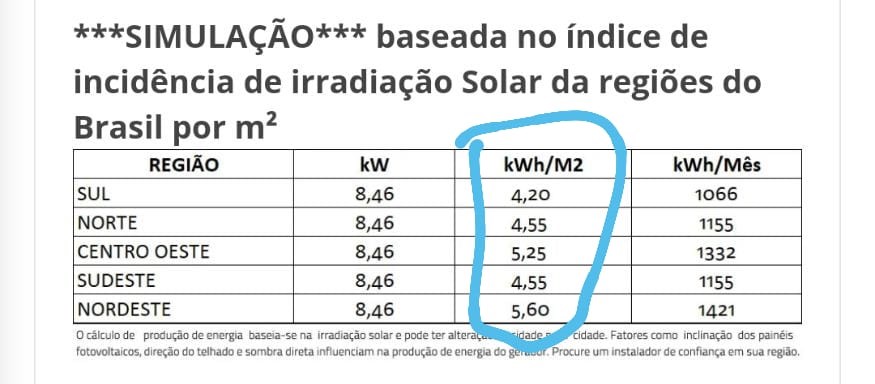 ***SIMULAÇÃO*** baseada no índice de
incidência de irradiação Solar da regiões do
Brasil por m²
REGIÃO kW kWh/M2 kWh/Mês
SUL 8,46 4,20 1066
NORTE 8,46 4,55 1155
CENTRO OESTE 8,46 5,25 1332
SUDESTE 8,46 4,55 1155
NORDESTE 8,46 5,60 1421
O cálculo de produção de energia baseia-se na irradiação solar e pode ter cidade. Fatores como inclinação dos painéis
fotovoltaicos, direção do telhado e sombra direta influenciam na produção de energia do gerador. Procure um instalador de confiança em sua região.